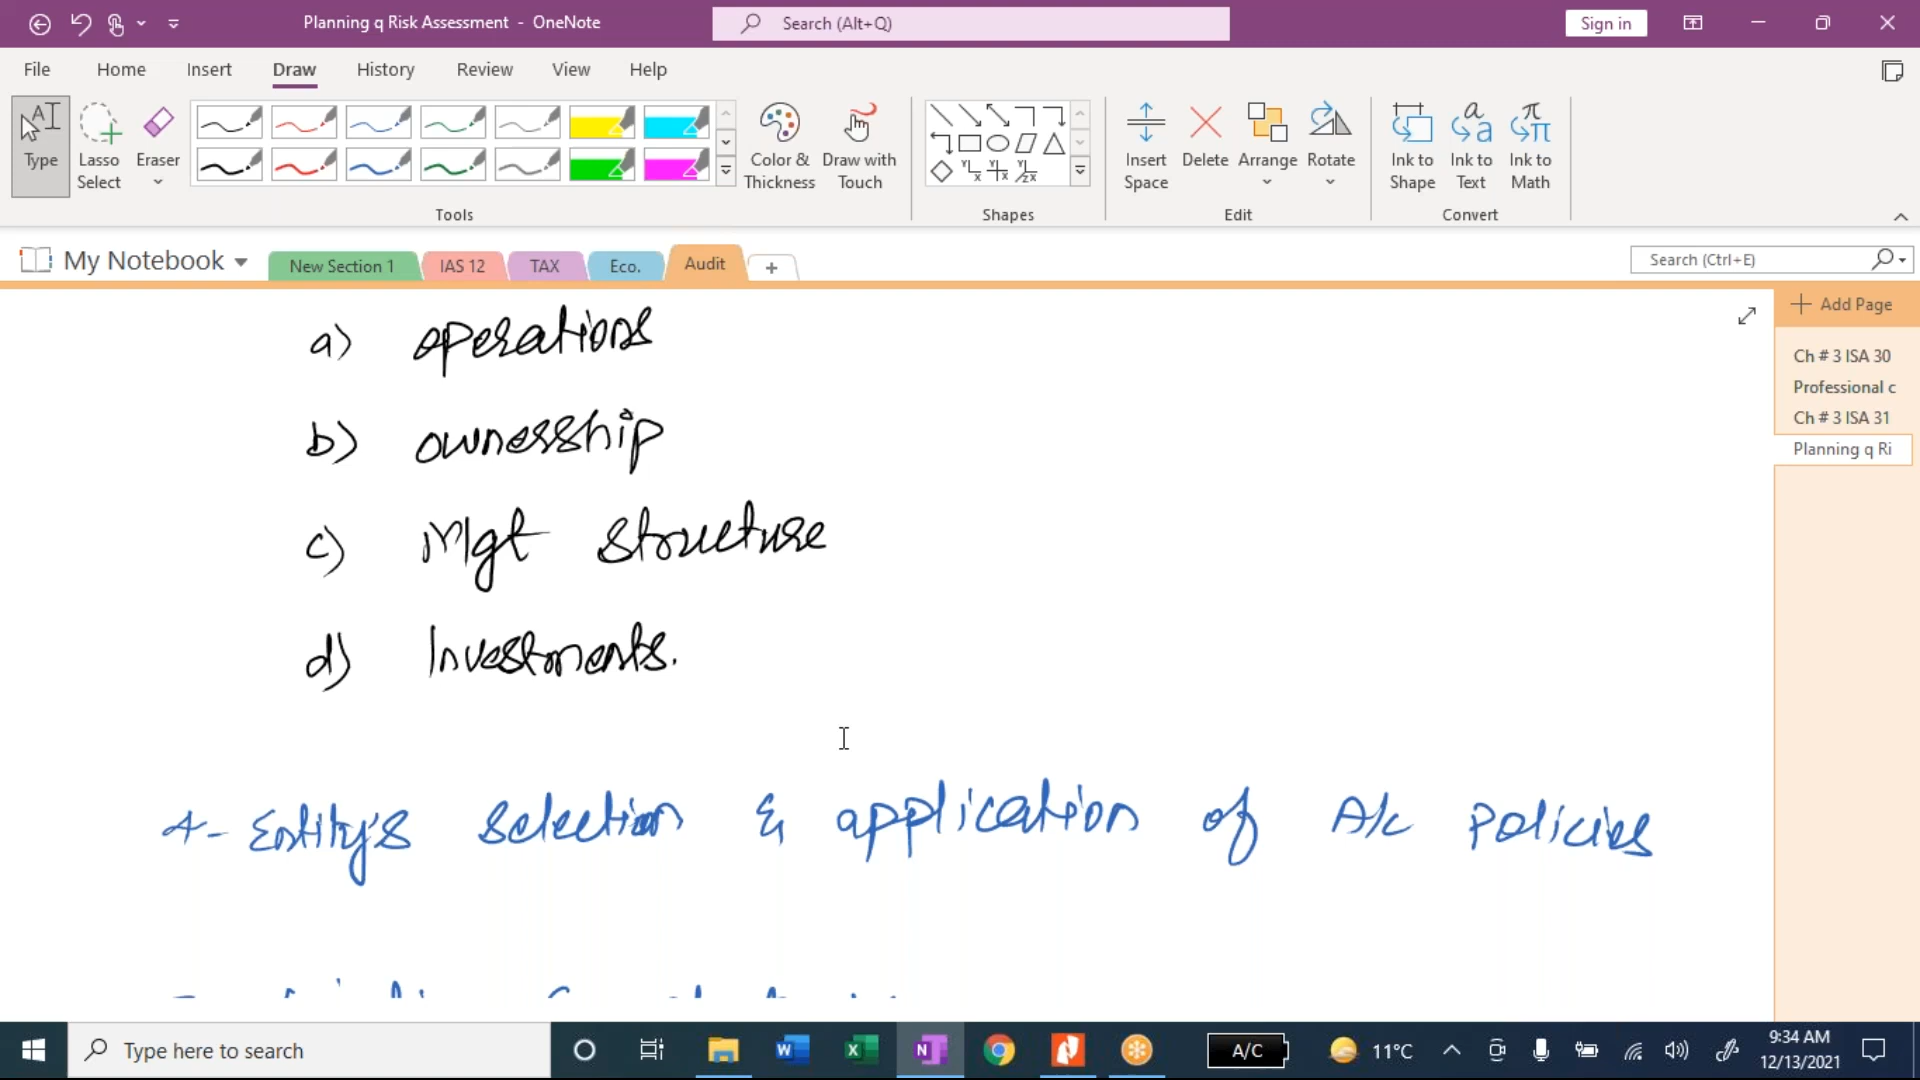 Planning q Risk Assessment - OneNote
Search (Alt+Q)
Sign in
File Home Insert Draw History Review View Help
Type
Lasso Select
Eraser
Color & Thickness
Draw with Touch
Insert Space
Delete
Arrange
Rotate
Ink to Shape
Ink to Text
Ink to Math
Tools
Shapes
Edit
Convert
My Notebook
New Section 1
IAS 12
TAX
Eco.
Audit
Search (Ctrl+E)
Add Page
Ch # 3 ISA 30
Professional c
Ch # 3 ISA 31
Planning q Ri
a) operations
b) ownership
c) Mgt structure
d) Investments.
4- Entity's selection & application of A/c Policies
Type here to search
A/C
11°C
9:34 AM
12/13/2021